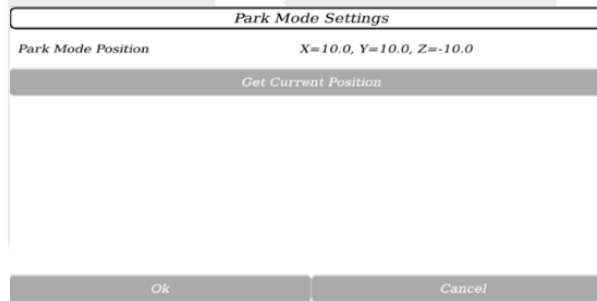 Park Mode Settings
Park Mode Position X=10.0, Y=10.0, Z=-10.0
Get Current Position
Ok Cancel